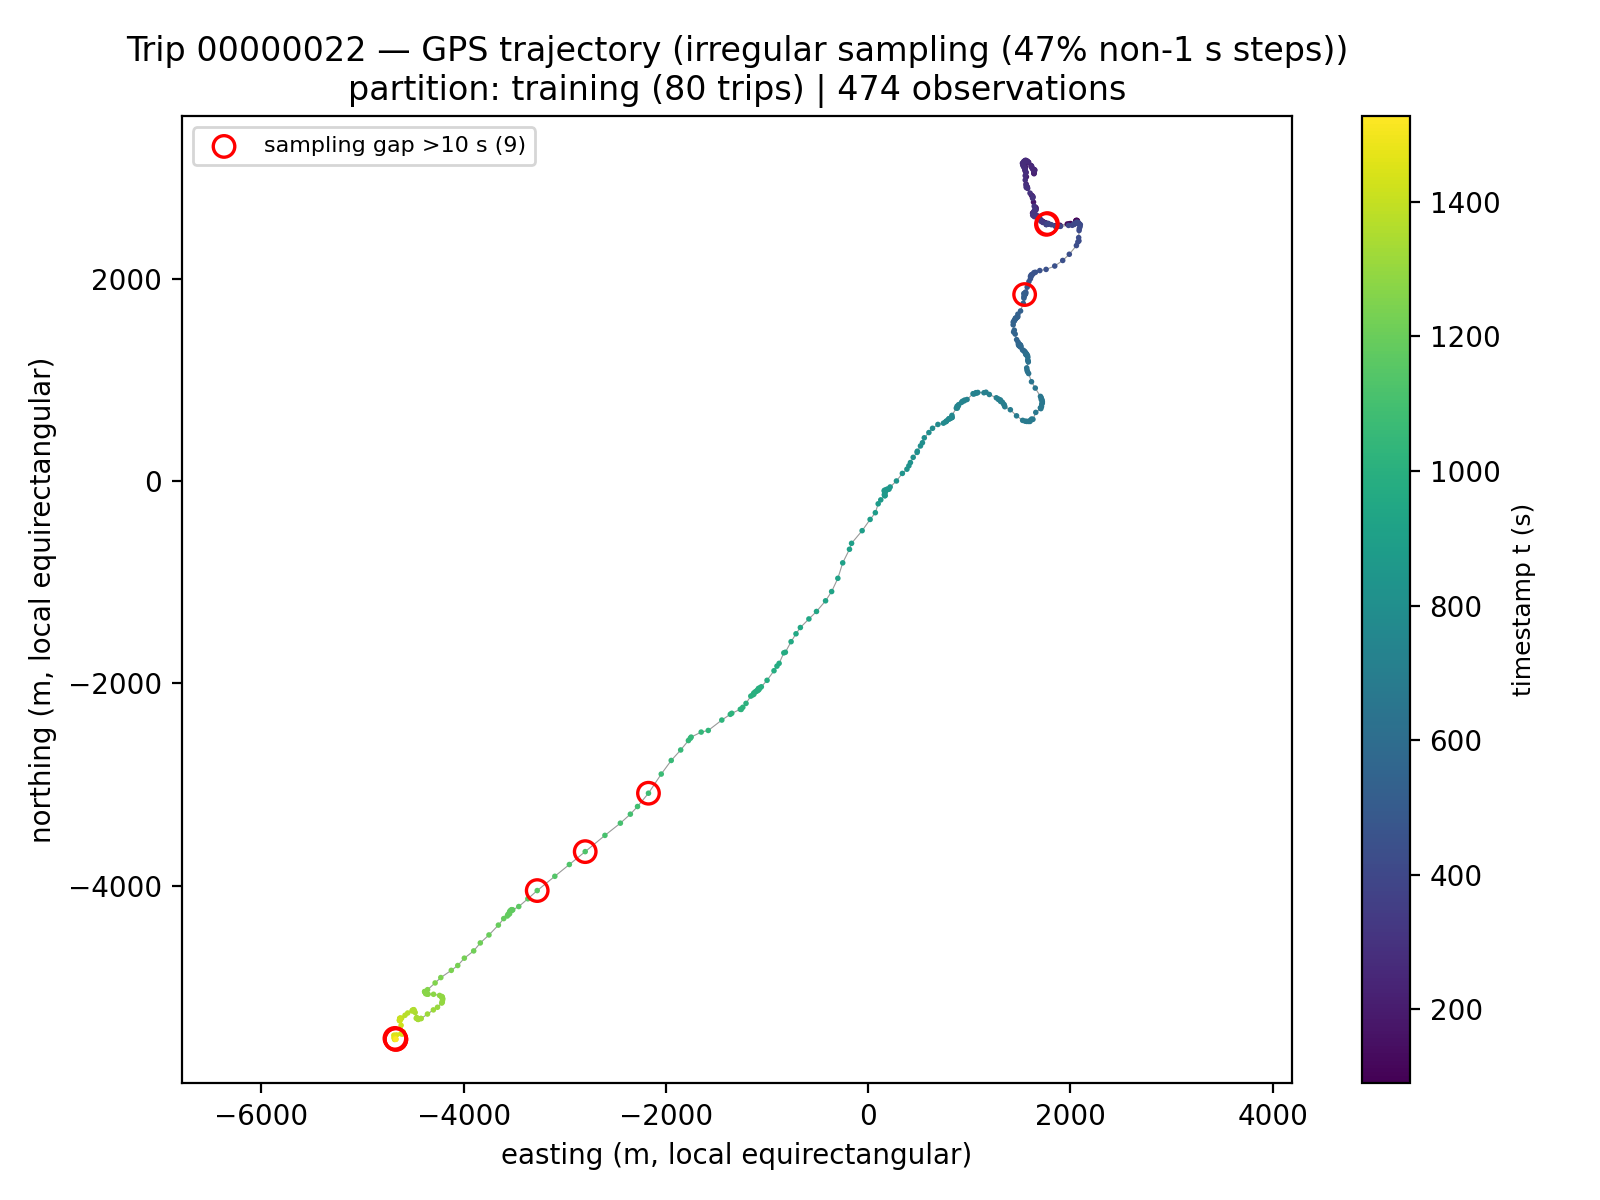 Trip 00000022 — GPS trajectory (irregular sampling (47% non-1 s steps))
partition: training (80 trips) | 474 observations
sampling gap >10 s (9)
northing (m, local equirectangular)
2000
0
−2000
−4000
−6000
−4000
−2000
0
2000
4000
easting (m, local equirectangular)
1400
1200
1000
800
600
400
200
timestamp t (s)